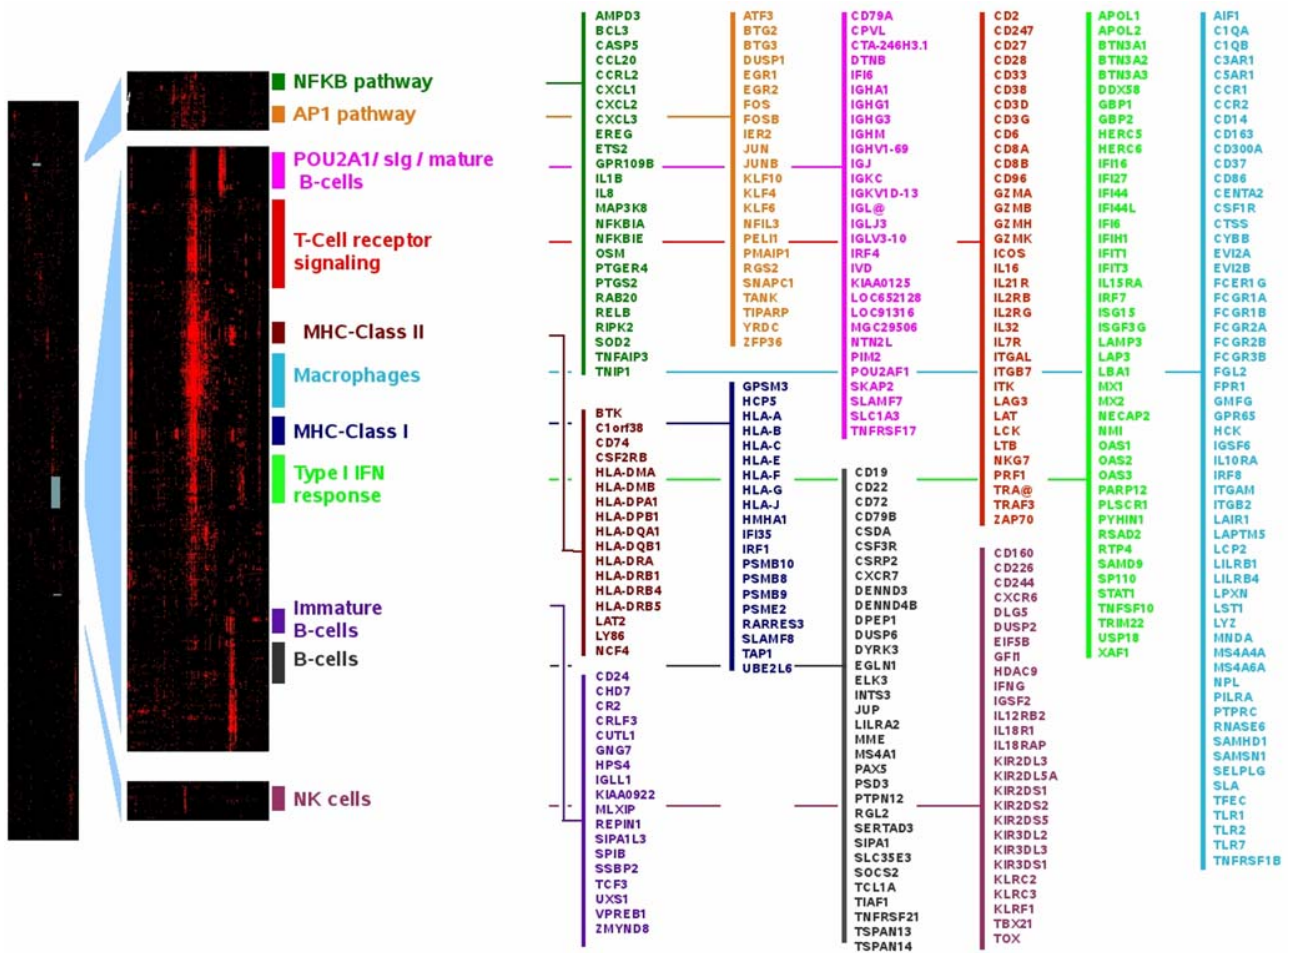 NFKB pathway
AP1 pathway
POU2A1/ sIg / mature
B-cells
T-Cell receptor
signaling
MHC-Class II
Macrophages
MHC-Class I
Type I IFN
response
Immature
B-cells
B-cells
NK cells
AMPD3
BCL3
CASP5
CCL20
CCRL2
CXCL1
CXCL2
CXCL3
EREG
ETS2
GPR109B
IL1B
IL8
MAP3K8
NFKBIA
NFKBIE
OSM
PTGER4
PTGS2
RAB20
RELB
RIPK2
SOD2
TNFAIP3
TNIP1
BTK
C1orf38
CD74
CSF2RB
HLA-DMA
HLA-DMB
HLA-DPA1
HLA-DPB1
HLA-DQA1
HLA-DQB1
HLA-DRA
HLA-DRB1
HLA-DRB4
HLA-DRB5
LAT2
LY86
NCF4
CD24
CHD7
CR2
CRLF3
CUTL1
GNG7
HPS4
IGLL1
KIAA0922
MLXIP
REPIN1
SIPA1L3
SPIB
SSBP2
TCF3
UXS1
VPREB1
ZMYND8
ATF3
BTG2
BTG3
DUSP1
EGR1
EGR2
FOS
FOSB
IER2
JUN
JUNB
KLF10
KLF4
KLF6
NFIL3
PELI1
PMAIP1
RGS2
SNAPC1
TANK
TIPARP
YRDC
ZFP36
GPSM3
HCP5
HLA-A
HLA-B
HLA-C
HLA-E
HLA-F
HLA-G
HLA-J
HMHA1
IFI35
IRF1
PSMB10
PSMB8
PSMB9
PSME2
RARRES3
SLAMF8
TAP1
UBE2L6
CD79A
CPVL
CTA-246H3.1
DTNB
IFI6
IGHA1
IGHG1
IGHG3
IGHM
IGHV1-69
IGJ
IGKC
IGKV1D-13
IGL@
IGLJ3
IGLV3-10
IRF4
IVD
KIAA0125
LOC652128
LOC91316
MGC29506
NTN2L
PIM2
POU2AF1
SKAP2
SLAMF7
SLC1A3
TNFRSF17
CD19
CD22
CD72
CD79B
CSDA
CSF3R
CSRP2
CXCR7
DENND3
DENND4B
DPEP1
DUSP6
DYRK3
EGLN1
ELK3
INTS3
JUP
LILRA2
MME
MS4A1
PAX5
PSD3
PTPN12
RGL2
SERTAD3
SIPA1
SLC35E3
SOCS2
TCL1A
TIAF1
TNFRSF21
TSPAN13
TSPAN14
CD2
CD247
CD27
CD28
CD33
CD38
CD3D
CD3G
CD6
CD8A
CD8B
CD96
GZMA
GZMB
GZMH
GZMK
ICOS
IL16
IL21R
IL2RB
IL2RG
IL32
IL7R
ITGAL
ITGB7
ITK
LAG3
LAT
LCK
LTB
NKG7
PRF1
TRA@
TRAF3
ZAP70
CD160
CD226
CD244
CXCR6
DLG5
DUSP2
EIF5B
GFI1
HDAC9
IFNG
IGSF2
IL12RB2
IL18R1
IL18RAP
KIR2DL3
KIR2DL5A
KIR2DS1
KIR2DS2
KIR2DS5
KIR3DL2
KIR3DL3
KIR3DS1
KLRC2
KLRC3
KLRF1
TBX21
TOX
APOL1
APOL2
BTN3A1
BTN3A2
BTN3A3
DDX58
GBP1
GBP2
HERC5
HERC6
IFI16
IFI27
IFI44
IFI44L
IFI6
IFIH1
IFIT1
IFIT3
IL15RA
IRF7
ISG15
ISGF3G
LAMP3
LAP3
LBA1
MX1
MX2
NECAP2
NMI
OAS1
OAS2
OAS3
PARP12
PLSCR1
PYHIN1
RSAD2
RTP4
SAMD9
SP110
STAT1
TNFSF10
TRIM22
USP18
XAF1
AIF1
C1QA
C1QB
C3AR1
C5AR1
CCR1
CCR2
CD14
CD163
CD300A
CD37
CD86
CENTA2
CSF1R
CTSS
CYBB
EVI2A
EVI2B
FCER1G
FCGR1A
FCGR1B
FCGR2A
FCGR2B
FCGR3B
FGL2
FPR1
GMFG
GPR65
HCK
IGSF6
IL10RA
IRF8
ITGAM
ITGB2
LAIR1
LAPTM5
LCP2
LILRB1
LILRB4
LPXN
LST1
LYZ
MNDA
MS4A4A
MS4A6A
NPL
PILRA
PTPRC
RNASE6
SAMHD1
SAMSN1
SELPLG
SLA
TFEC
TLR1
TLR2
TLR7
TNFRSF1B